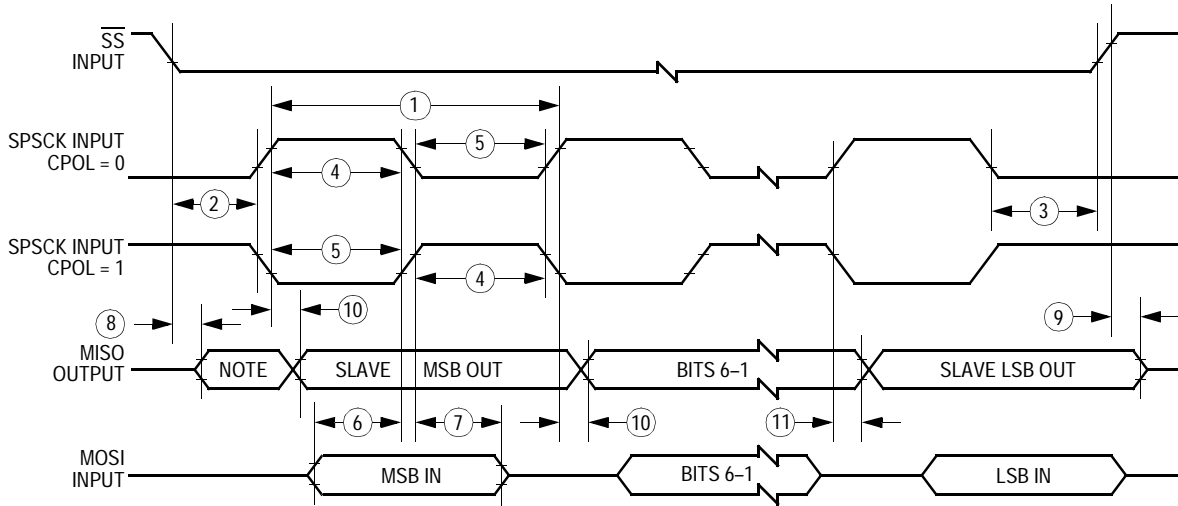 SS
INPUT
1
SPSCK INPUT
CPOL = 0
5
4
2
3
SPSCK INPUT
CPOL = 1
5
4
8
10
9
MISO
OUTPUT
NOTE
SLAVE MSB OUT
BITS 6–1
SLAVE LSB OUT
6
7
10
11
MOSI
INPUT
MSB IN
BITS 6–1
LSB IN